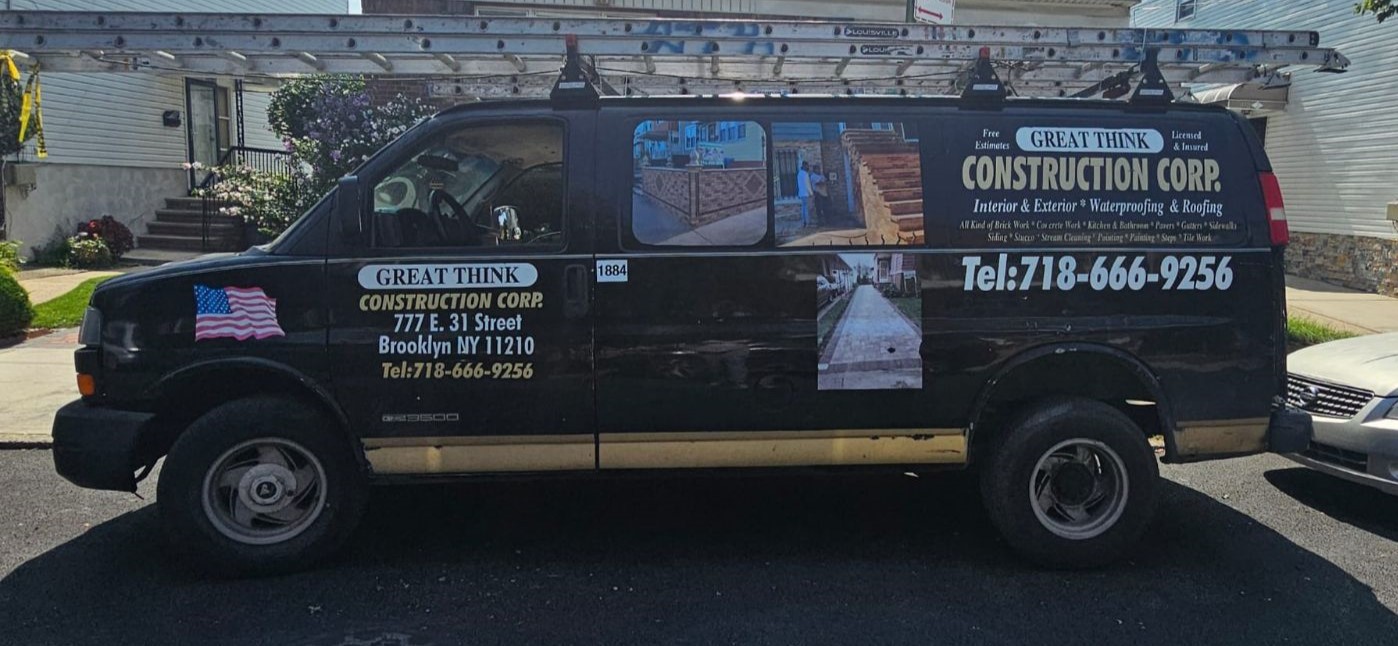 LOUISVILLE
Free
Estimates
GREAT THINK
Licensed
& Insured
CONSTRUCTION CORP.
Interior & Exterior * Waterproofing & Roofing
All Kind of Brick Work * Cocrete Work * Kitchen & Bathroom * Pavers * Gutters * Sidewalks
Siding * Stucco * Stream Cleaning * Pointing * Painting * Steps * Tile Work
Tel:718-666-9256
GREAT THINK
CONSTRUCTION CORP.
777 E. 31 Street
Brooklyn NY 11210
Tel:718-666-9256
1884
3500